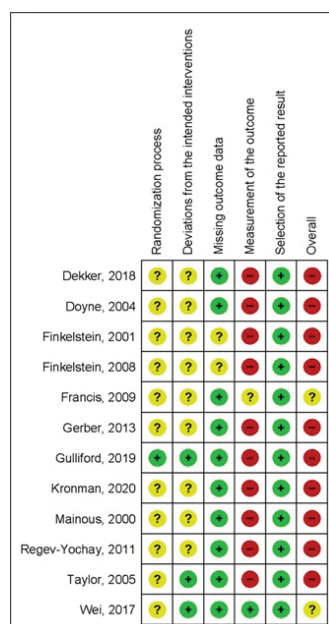 Randomization process
Deviations from the intended interventions
Missing outcome data
Measurement of the outcome
Selection of the reported result
Overall
Dekker, 2018 ? ? + − + −
Doyne, 2004 ? ? + − + −
Finkelstein, 2001 ? ? ? − + −
Finkelstein, 2008 ? ? ? − + −
Francis, 2009 ? ? + ? + ?
Gerber, 2013 ? ? + − + −
Gulliford, 2019 + + + − + −
Kronman, 2020 ? ? + − + −
Mainous, 2000 ? ? + − + −
Regev-Yochay, 2011 ? ? + − + −
Taylor, 2005 ? + + − + −
Wei, 2017 ? + + + + ?